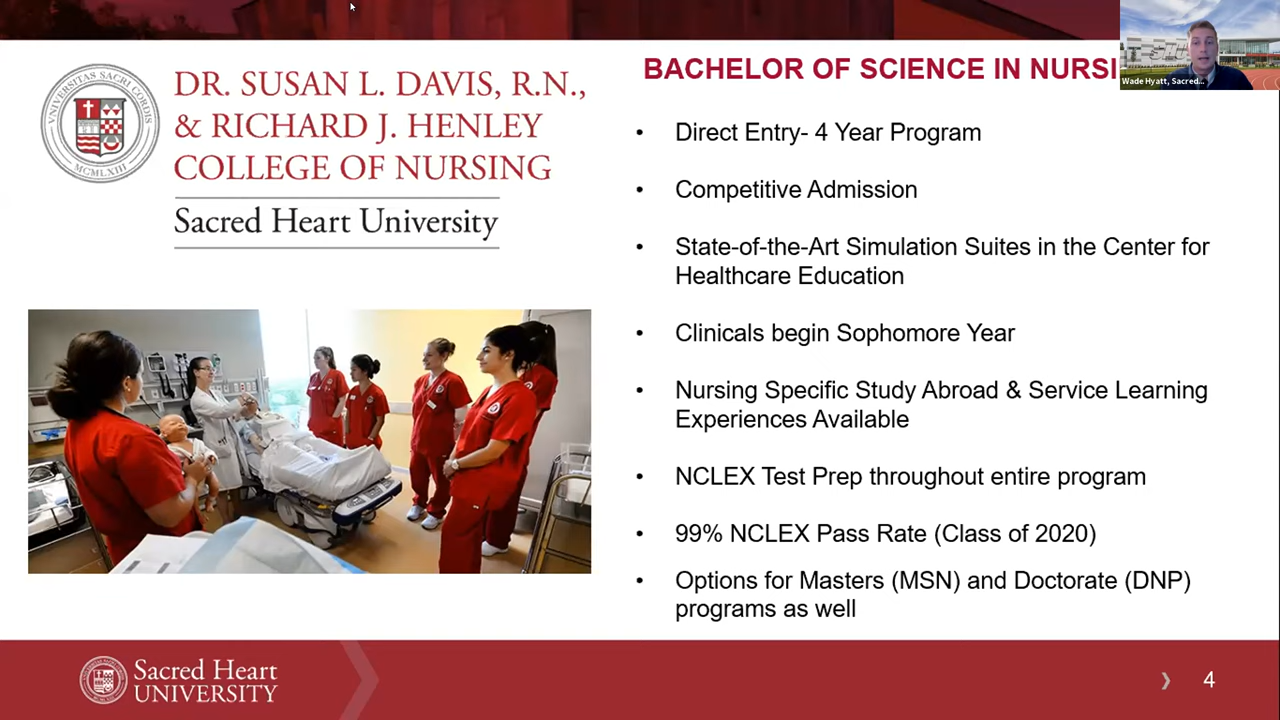 DR. SUSAN L. DAVIS, R.N.,
& RICHARD J. HENLEY
COLLEGE OF NURSING
Sacred Heart University
UNIVERSITAS SACRI CORDIS
MCMLXIII
BACHELOR OF SCIENCE IN NURSI
Wade Hyatt, Sacred...
• Direct Entry- 4 Year Program
• Competitive Admission
• State-of-the-Art Simulation Suites in the Center for
Healthcare Education
• Clinicals begin Sophomore Year
• Nursing Specific Study Abroad & Service Learning
Experiences Available
• NCLEX Test Prep throughout entire program
• 99% NCLEX Pass Rate (Class of 2020)
• Options for Masters (MSN) and Doctorate (DNP)
programs as well
Sacred Heart
UNIVERSITY
4